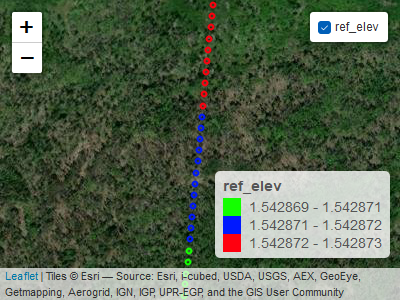 +
−
ref_elev
ref_elev
1.542869 - 1.542871
1.542871 - 1.542872
1.542872 - 1.542873
Leaflet | Tiles © Esri — Source: Esri, i-cubed, USDA, USGS, AEX, GeoEye,
Getmapping, Aerogrid, IGN, IGP, UPR-EGP, and the GIS User Community